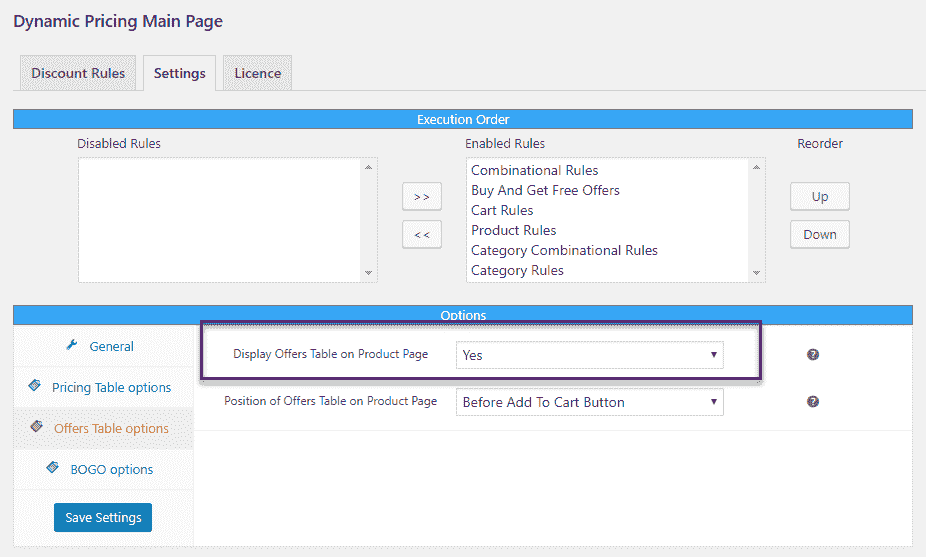 Dynamic Pricing Main Page
Discount Rules
Settings
Licence
Execution Order
Disabled Rules
Enabled Rules
Reorder
Combinational Rules
Buy And Get Free Offers
Cart Rules
Product Rules
Category Combinational Rules
Category Rules
>>
<<
Up
Down
Options
General
Pricing Table options
Offers Table options
BOGO options
Save Settings
Display Offers Table on Product Page
Yes
?
Position of Offers Table on Product Page
Before Add To Cart Button
?